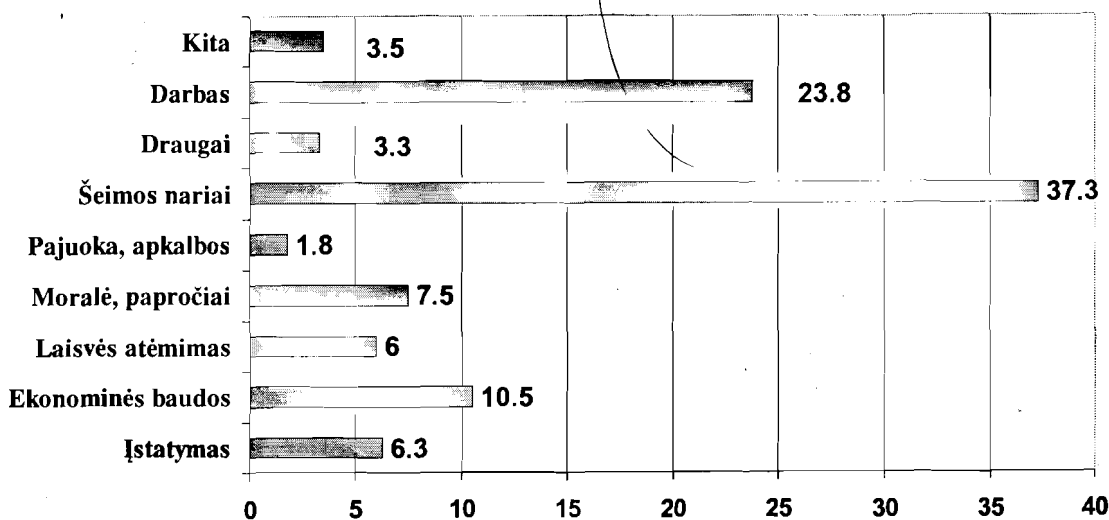 Kita 3.5
Darbas 23.8
Draugai 3.3
Šeimos nariai 37.3
Pajuoka, apkalbos 1.8
Moralė, papročiai 7.5
Laisvės atėmimas 6
Ekonominės baudos 10.5
Įstatymas 6.3
0 5 10 15 20 25 30 35 40